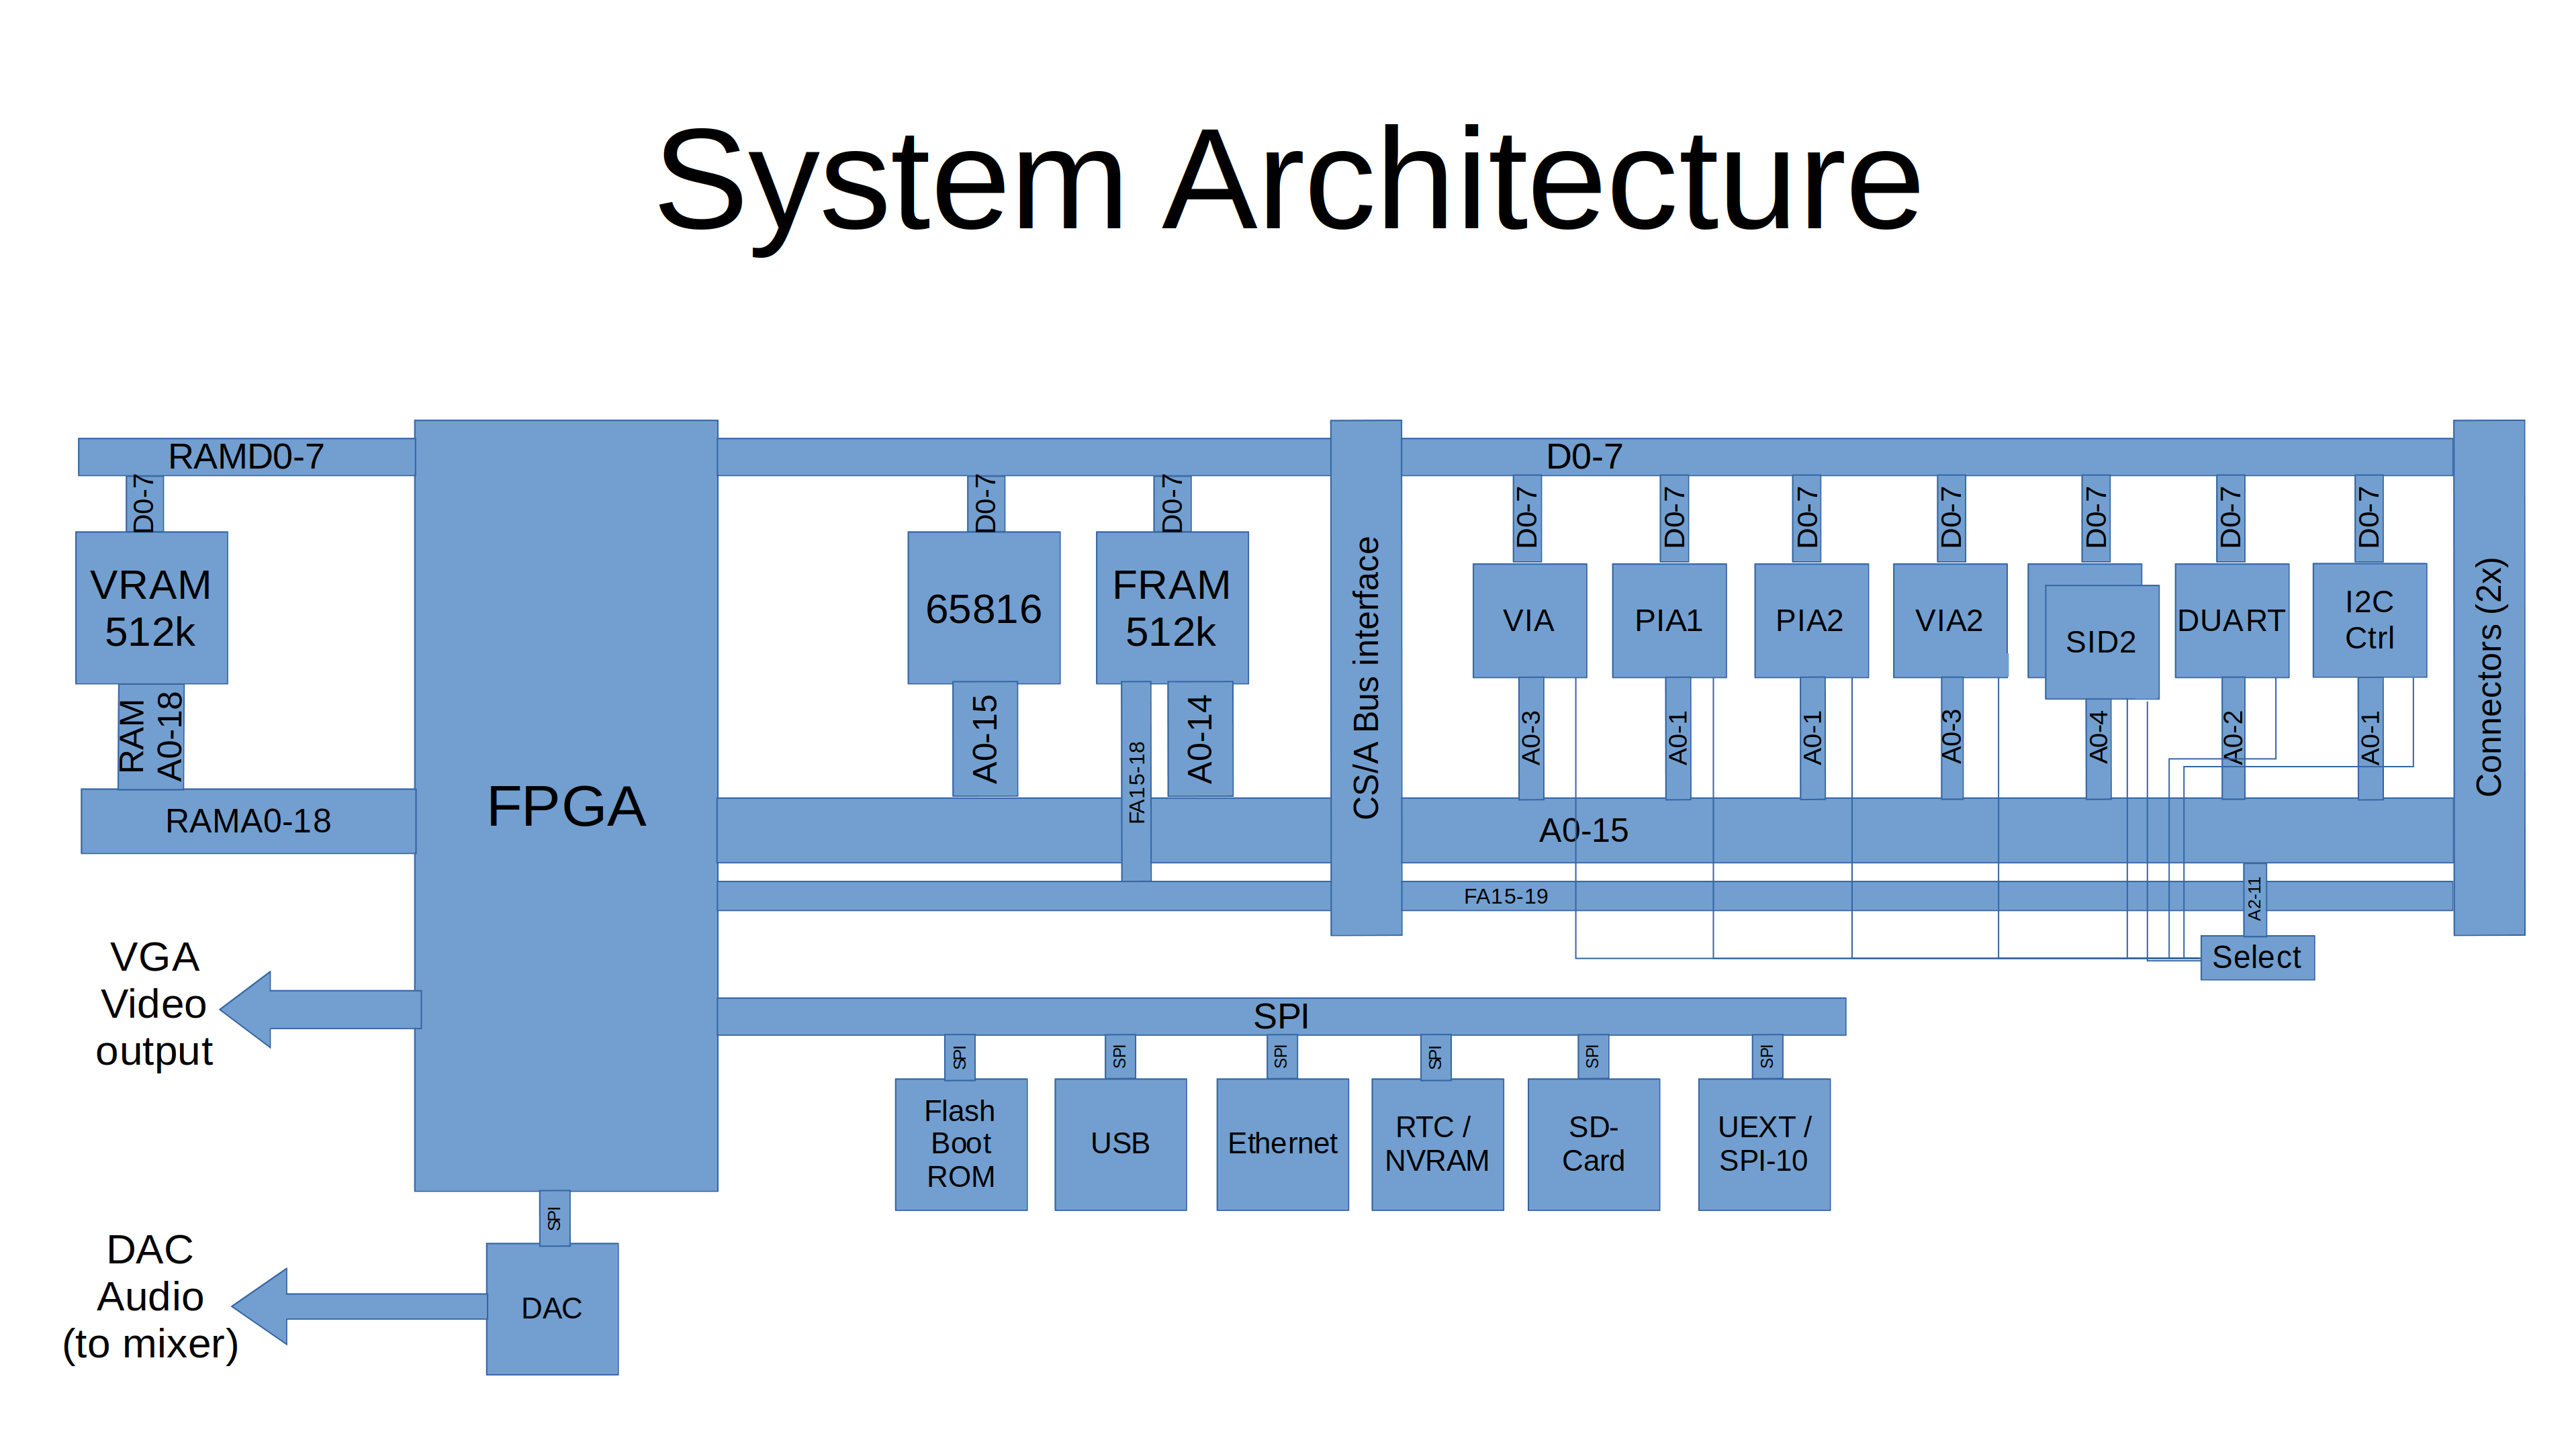 System Architecture
RAMD0-7
D0-7
D0-7
D0-7
D0-7
D0-7
D0-7
D0-7
D0-7
D0-7
D0-7
D0-7
VRAM
512k
65816
FRAM
512k
CS/A Bus interface
VIA
PIA1
PIA2
VIA2
SID2
DUART
I2C
Ctrl
Connectors (2x)
RAM
A0-18
A0-15
FA15-18
A0-14
A0-3
A0-1
A0-1
A0-3
A0-4
A0-2
A0-1
FPGA
RAMA0-18
A0-15
FA15-19
A2-11
Select
VGA
Video
output
SPI
SPI
SPI
SPI
SPI
SPI
SPI
Flash
Boot
ROM
USB
Ethernet
RTC /
NVRAM
SD-
Card
UEXT /
SPI-10
SPI
DAC
Audio
(to mixer)
DAC